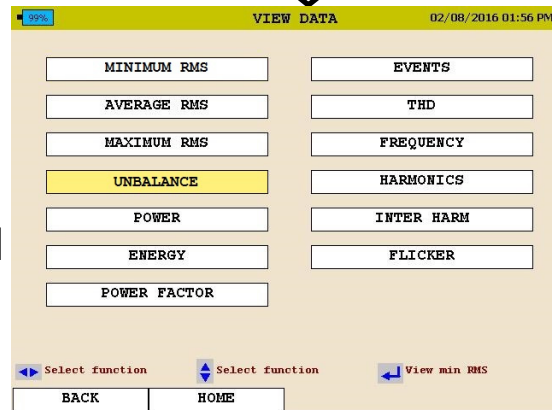 99% VIEW DATA 02/08/2016 01:56 PM
MINIMUM RMS EVENTS
AVERAGE RMS THD
MAXIMUM RMS FREQUENCY
UNBALANCE HARMONICS
POWER INTER HARM
ENERGY FLICKER
POWER FACTOR
Select function Select function View min RMS
BACK HOME